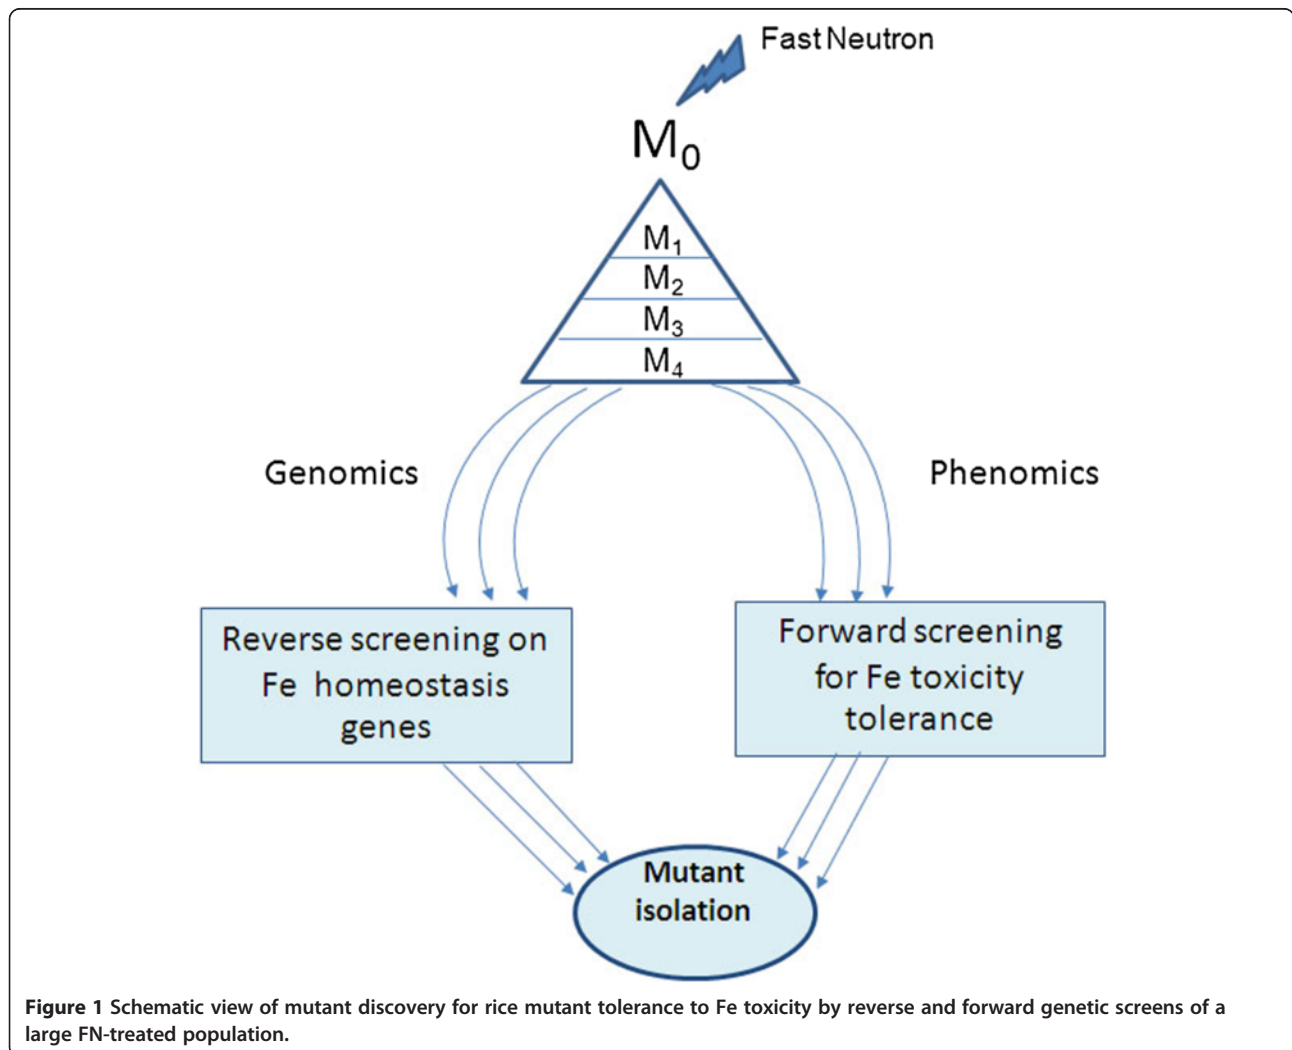 Fast Neutron
M₀
M₁
M₂
M₃
M₄
Genomics
Phenomics
Reverse screening on
Fe homeostasis
genes
Forward screening
for Fe toxicity
tolerance
Mutant
isolation
Figure 1 Schematic view of mutant discovery for rice mutant tolerance to Fe toxicity by reverse and forward genetic screens of a
large FN-treated population.